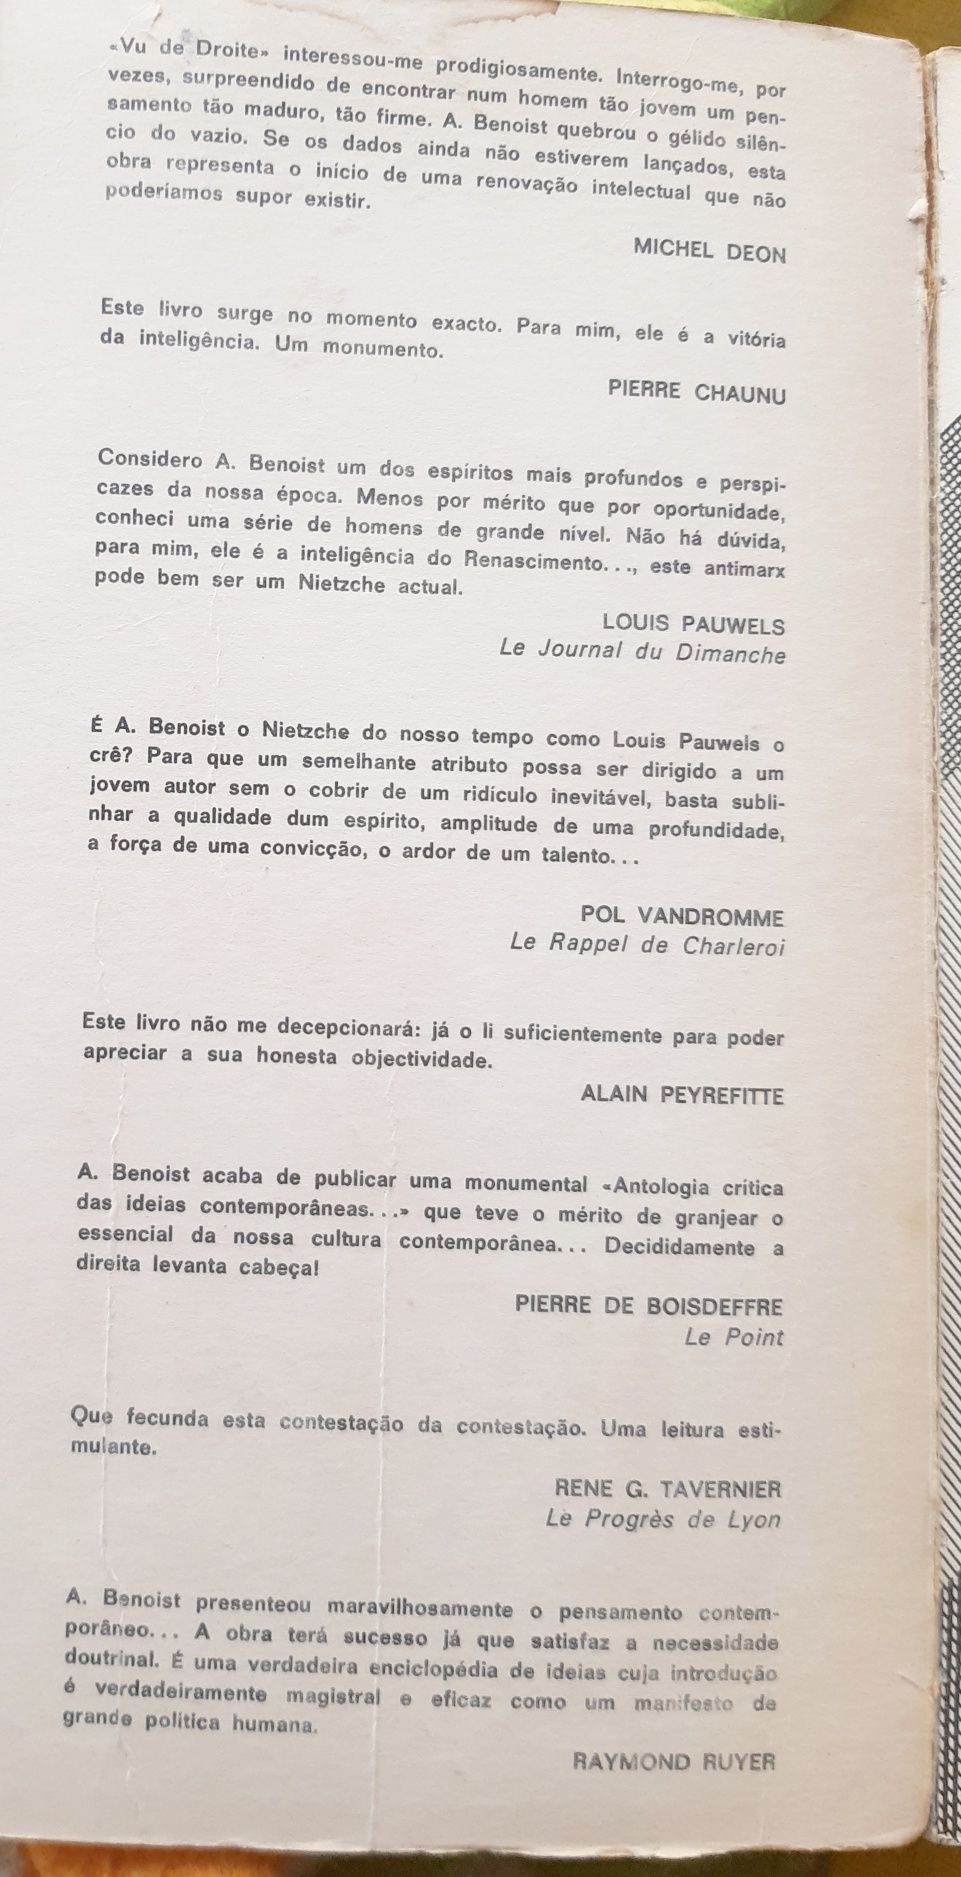 «Vu de Droite» interessou-me prodigiosamente. Interrogo-me, por
vezes, surpreendido de encontrar num homem tão jovem um pen-
samento tão maduro, tão firme. A. Benoist quebrou o gélido silên-
cio do vazio. Se os dados ainda não estiverem lançados, esta
obra representa o início de uma renovação intelectual que não
poderíamos supor existir.
MICHEL DEON
Este livro surge no momento exacto. Para mim, ele é a vitória
da inteligência. Um monumento.
PIERRE CHAUNU
Considero A. Benoist um dos espíritos mais profundos e perspi-
cazes da nossa época. Menos por mérito que por oportunidade,
conheci uma série de homens de grande nível. Não há dúvida,
para mim, ele é a inteligência do Renascimento..., este antimarx
pode bem ser um Nietzche actual.
LOUIS PAUWELS
Le Journal du Dimanche
É A. Benoist o Nietzche do nosso tempo como Louis Pauwels o
crê? Para que um semelhante atributo possa ser dirigido a um
jovem autor sem o cobrir de um ridículo inevitável, basta subli-
nhar a qualidade dum espírito, amplitude de uma profundidade,
a força de uma convicção, o ardor de um talento...
POL VANDROMME
Le Rappel de Charleroi
Este livro não me decepcionará: já o li suficientemente para poder
apreciar a sua honesta objectividade.
ALAIN PEYREFITTE
A. Benoist acaba de publicar uma monumental «Antologia crítica
das ideias contemporâneas...» que teve o mérito de granjear o
essencial da nossa cultura contemporânea... Decididamente a
direita levanta cabeça!
PIERRE DE BOISDEFFRE
Le Point
Que fecunda esta contestação da contestação. Uma leitura esti-
mulante.
RENE G. TAVERNIER
Le Progrès de Lyon
A. Benoist presenteou maravilhosamente o pensamento contem-
porâneo... A obra terá sucesso já que satisfaz a necessidade
doutrinal. É uma verdadeira enciclopédia de ideias cuja introdução
é verdadeiramente magistral e eficaz como um manifesto de
grande política humana.
RAYMOND RUYER